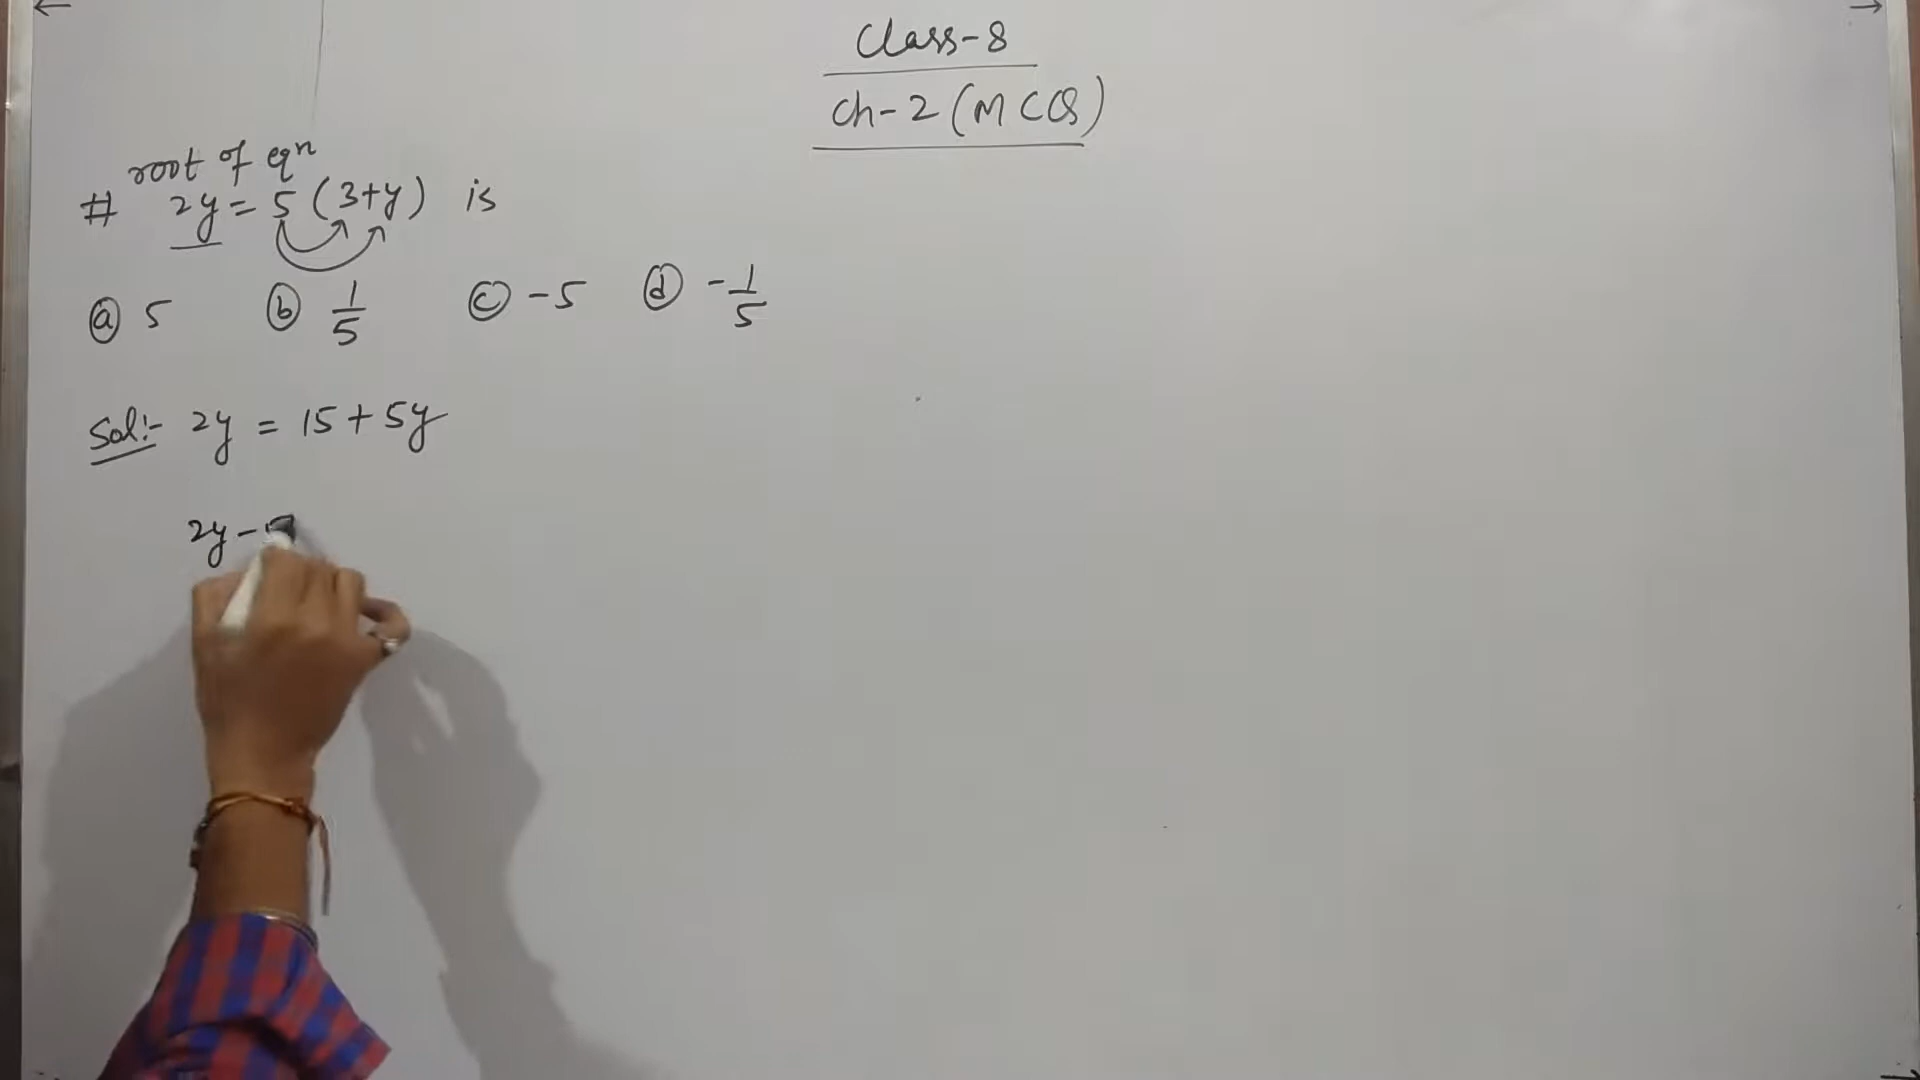 Class-8
Ch-2 (MCQ)
root of eqⁿ
# 2y = 5 (3+y) is
ⓐ 5 ⓑ 1/5 ⓒ -5 ⓓ -1/5
Sol:- 2y = 15 + 5y
2y -